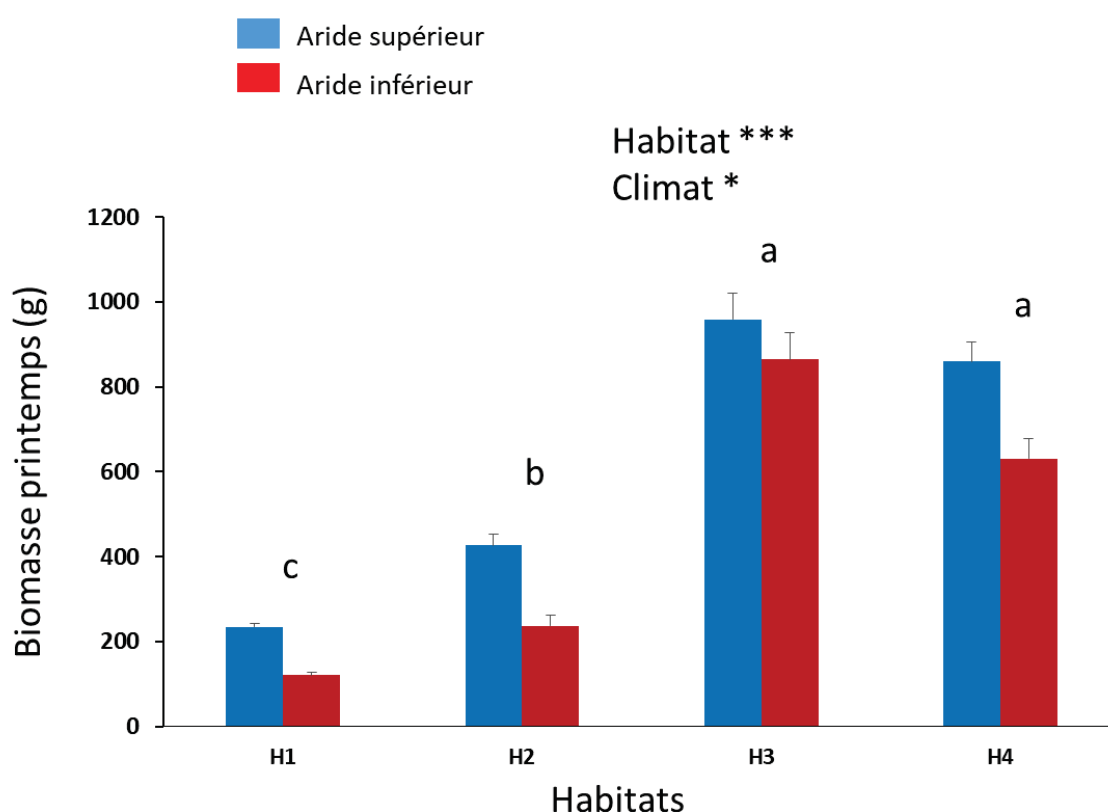 Aride supérieur
Aride inférieur
Habitat ***
Climat *
Biomasse printemps (g)
1200
1000
800
600
400
200
0
c
b
a
a
H1
H2
H3
H4
Habitats